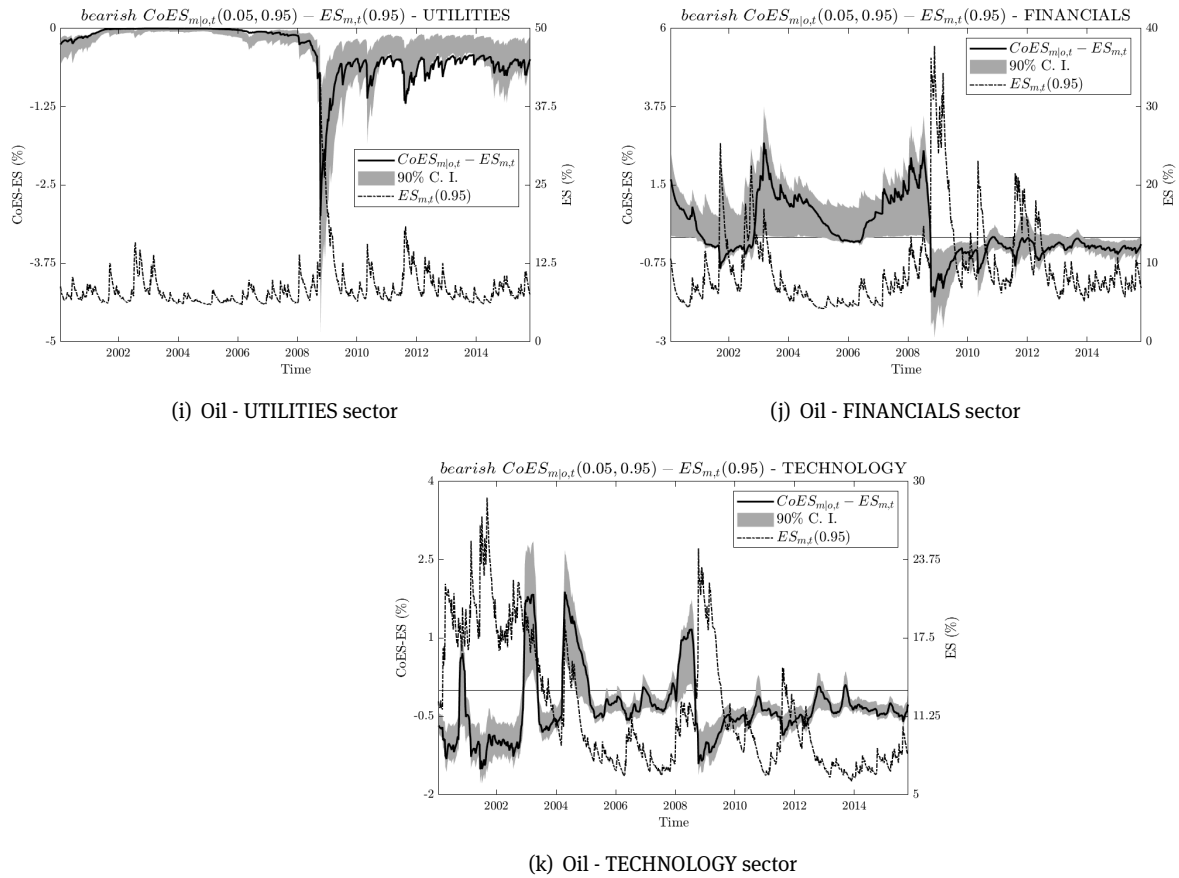 bearish CoES_{m|o,t}(0.05, 0.95) − ES_{m,t}(0.95) - UTILITIES
0
-1.25
-2.5
-3.75
-5
CoES-ES (%)
50
37.5
25
12.5
0
ES (%)
CoES_{m|o,t} − ES_{m,t}
90% C. I.
ES_{m,t}(0.95)
2002 2004 2006 2008 2010 2012 2014
Time
(i) Oil - UTILITIES sector
bearish CoES_{m|o,t}(0.05, 0.95) − ES_{m,t}(0.95) - FINANCIALS
6
3.75
1.5
-0.75
-3
CoES-ES (%)
40
30
20
10
0
ES (%)
CoES_{m|o,t} − ES_{m,t}
90% C. I.
ES_{m,t}(0.95)
2002 2004 2006 2008 2010 2012 2014
Time
(j) Oil - FINANCIALS sector
bearish CoES_{m|o,t}(0.05, 0.95) − ES_{m,t}(0.95) - TECHNOLOGY
4
2.5
1
-0.5
-2
CoES-ES (%)
30
23.75
17.5
11.25
5
ES (%)
CoES_{m|o,t} − ES_{m,t}
90% C. I.
ES_{m,t}(0.95)
2002 2004 2006 2008 2010 2012 2014
Time
(k) Oil - TECHNOLOGY sector